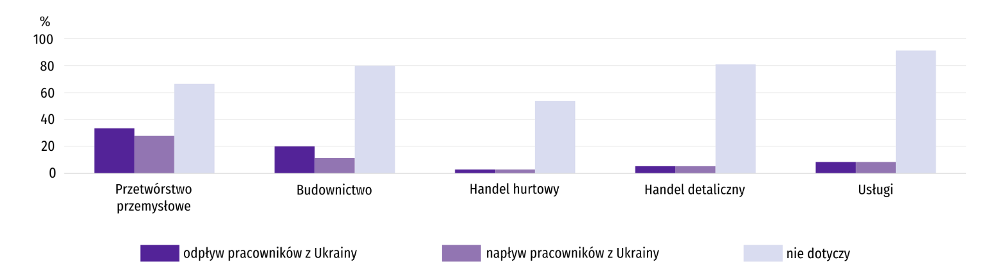 %
100
80
60
40
20
0
Przetwórstwo
przemysłowe
Budownictwo
Handel hurtowy
Handel detaliczny
Usługi
odpływ pracowników z Ukrainy
napływ pracowników z Ukrainy
nie dotyczy